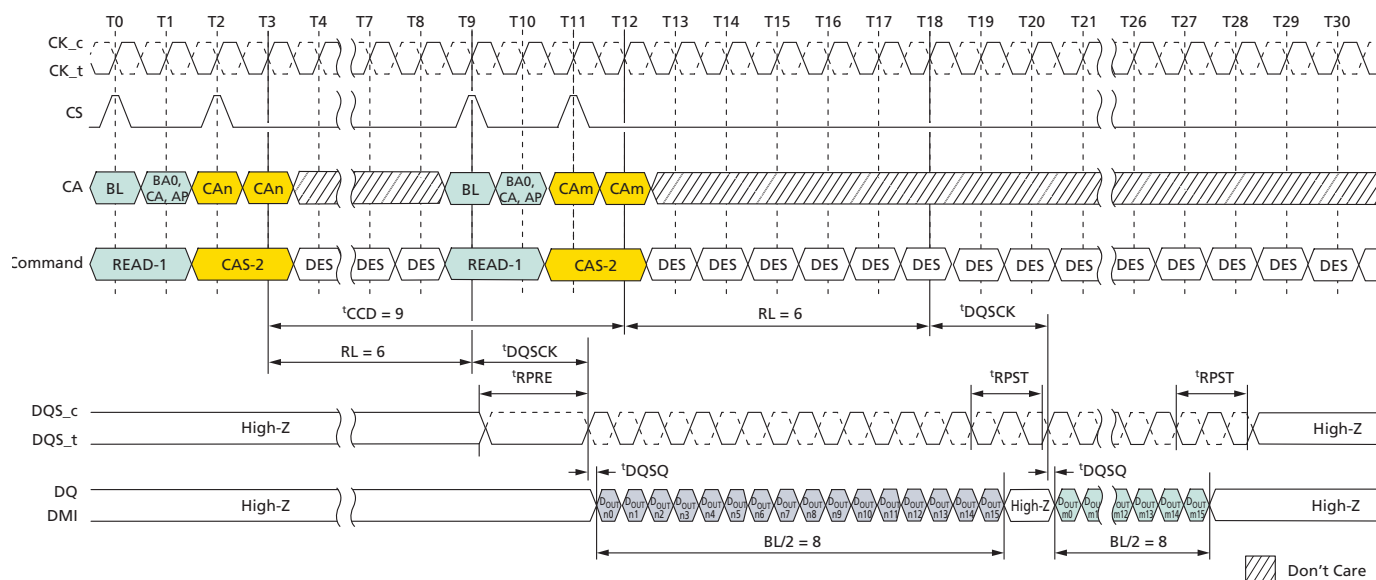 T0 T1 T2 T3 T4 T7 T8 T9 T10 T11 T12 T13 T14 T15 T16 T17 T18 T19 T20 T21 T26 T27 T28 T29 T30
CK_c
CK_t
CS
CA BL BA0, CA, AP CAn CAn BL BA0, CA, AP CAm CAm
Command READ-1 CAS-2 DES DES DES READ-1 CAS-2 DES DES DES DES DES DES DES DES DES DES DES DES DES DES
tCCD = 9 RL = 6 tDQSCK
RL = 6 tDQSCK
tRPRE tRPST tRPST
DQS_c
DQS_t
High-Z High-Z
tDQSQ tDQSQ
DQ
DMI
High-Z DOUT n0 DOUT n1 DOUT n2 DOUT n3 DOUT n4 DOUT n5 DOUT n6 DOUT n7 DOUT n8 DOUT n9 DOUT n10 DOUT n11 DOUT n12 DOUT n13 DOUT n14 DOUT n15 High-Z DOUT m0 DOUT m1 DOUT m12 DOUT m13 DOUT m14 DOUT m15 High-Z
BL/2 = 8 BL/2 = 8
Don't Care